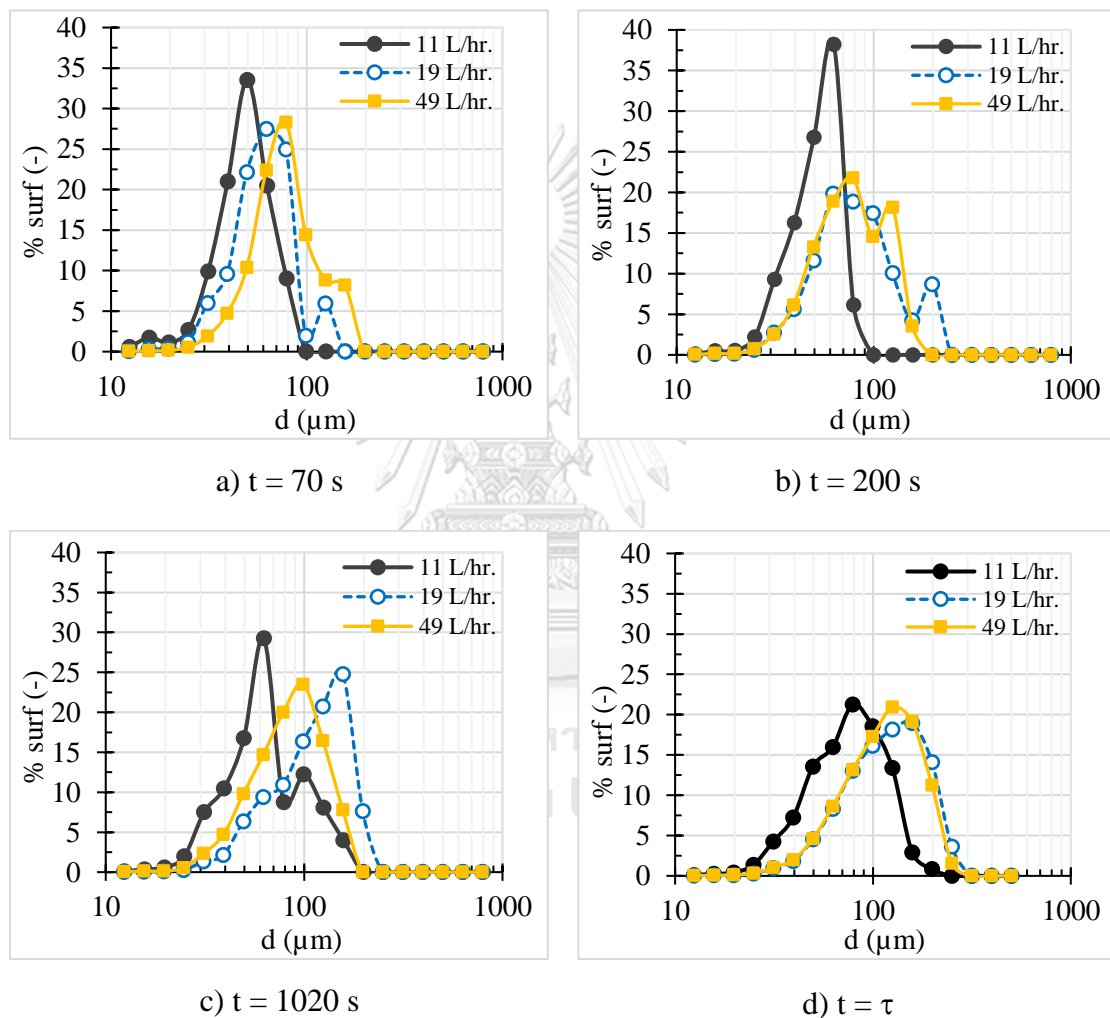 40
35
30
25
20
15
10
5
0
% surf (-)
11 L/hr.
19 L/hr.
49 L/hr.
10
100
1000
d (µm)
a) t = 70 s
40
35
30
25
20
15
10
5
0
% surf (-)
11 L/hr.
19 L/hr.
49 L/hr.
10
100
1000
d (µm)
b) t = 200 s
40
35
30
25
20
15
10
5
0
% surf (-)
11 L/hr.
19 L/hr.
49 L/hr.
10
100
1000
d (µm)
c) t = 1020 s
40
35
30
25
20
15
10
5
0
% surf (-)
11 L/hr.
19 L/hr.
49 L/hr.
10
100
1000
d (µm)
d) t = τ